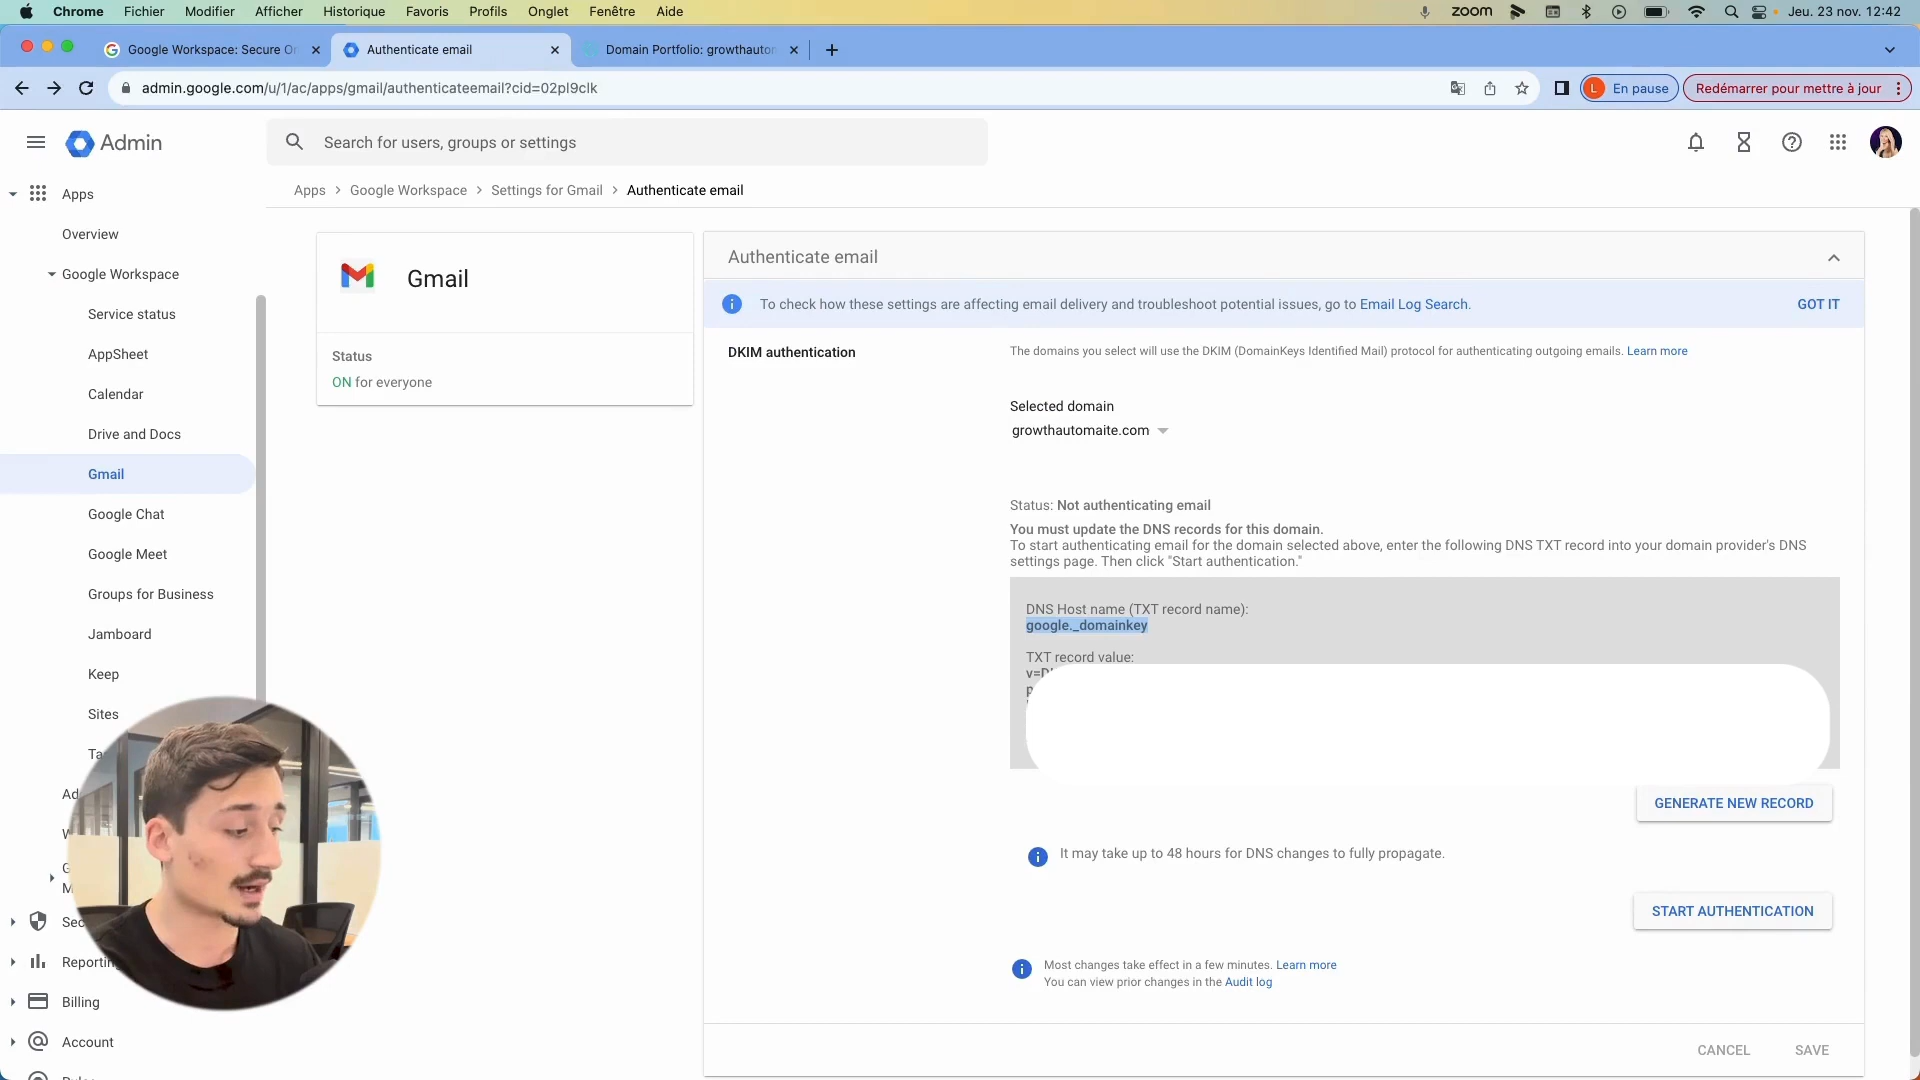 Chrome Fichier Modifier Afficher Historique Favoris Profils Onglet Fenêtre Aide zoom Jeu. 23 nov. 12:42
Google Workspace: Secure On Authenticate email Domain Portfolio: growthautom
admin.google.com/u/1/ac/apps/gmail/authenticateemail?cid=02pl9clk L En pause Redémarrer pour mettre à jour
Admin
Search for users, groups or settings
Apps
Overview
Google Workspace
Service status
AppSheet
Calendar
Drive and Docs
Gmail
Google Chat
Google Meet
Groups for Business
Jamboard
Keep
Sites
Reporting
Billing
Account
Apps > Google Workspace > Settings for Gmail > Authenticate email
Gmail
Status
ON for everyone
Authenticate email
To check how these settings are affecting email delivery and troubleshoot potential issues, go to Email Log Search.
GOT IT
DKIM authentication
The domains you select will use the DKIM (DomainKeys Identified Mail) protocol for authenticating outgoing emails. Learn more
Selected domain
growthautomaite.com
Status: Not authenticating email
You must update the DNS records for this domain.
To start authenticating email for the domain selected above, enter the following DNS TXT record into your domain provider's DNS
settings page. Then click "Start authentication."
DNS Host name (TXT record name):
google._domainkey
TXT record value:
GENERATE NEW RECORD
It may take up to 48 hours for DNS changes to fully propagate.
START AUTHENTICATION
Most changes take effect in a few minutes. Learn more
You can view prior changes in the Audit log
CANCEL SAVE